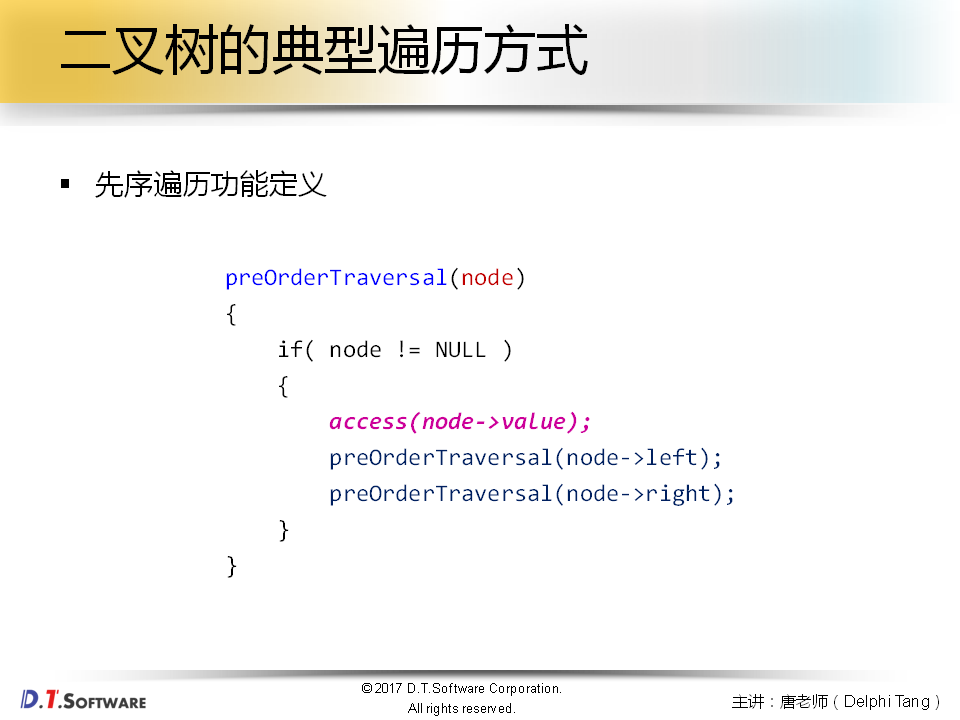 二叉树的典型遍历方式
▪ 先序遍历功能定义
preOrderTraversal(node)
{
    if( node != NULL )
    {
        access(node->value);
        preOrderTraversal(node->left);
        preOrderTraversal(node->right);
    }
}
D.T.SOFTWARE
©2017 D.T.Software Corporation.
All rights reserved.
主讲：唐老师（Delphi Tang）